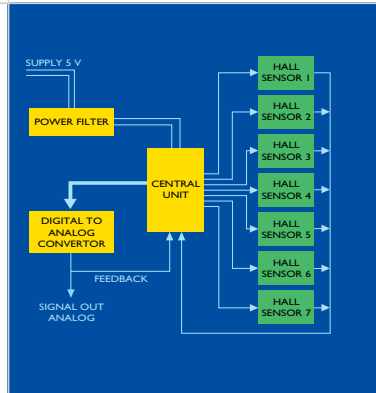 SUPPLY 5 V
POWER FILTER
DIGITAL TO
ANALOG
CONVERTOR
FEEDBACK
SIGNAL OUT
ANALOG
CENTRAL
UNIT
HALL
SENSOR 1
HALL
SENSOR 2
HALL
SENSOR 3
HALL
SENSOR 4
HALL
SENSOR 5
HALL
SENSOR 6
HALL
SENSOR 7